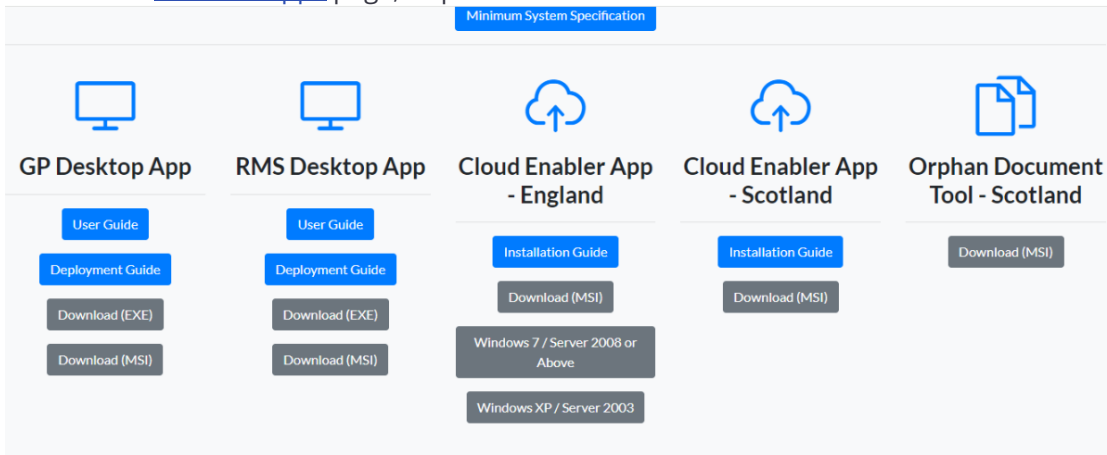 Minimum System Specification
GP Desktop App
User Guide
Deployment Guide
Download (EXE)
Download (MSI)
RMS Desktop App
User Guide
Deployment Guide
Download (EXE)
Download (MSI)
Cloud Enabler App
- England
Installation Guide
Download (MSI)
Windows 7 / Server 2008 or
Above
Windows XP / Server 2003
Cloud Enabler App
- Scotland
Installation Guide
Download (MSI)
Orphan Document
Tool - Scotland
Download (MSI)